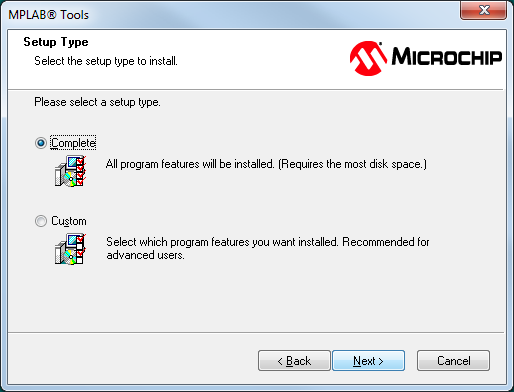 MPLAB® Tools
Setup Type
Select the setup type to install.
MICROCHIP
Please select a setup type.
Complete
All program features will be installed. (Requires the most disk space.)
Custom
Select which program features you want installed. Recommended for
advanced users.
< Back
Next >
Cancel